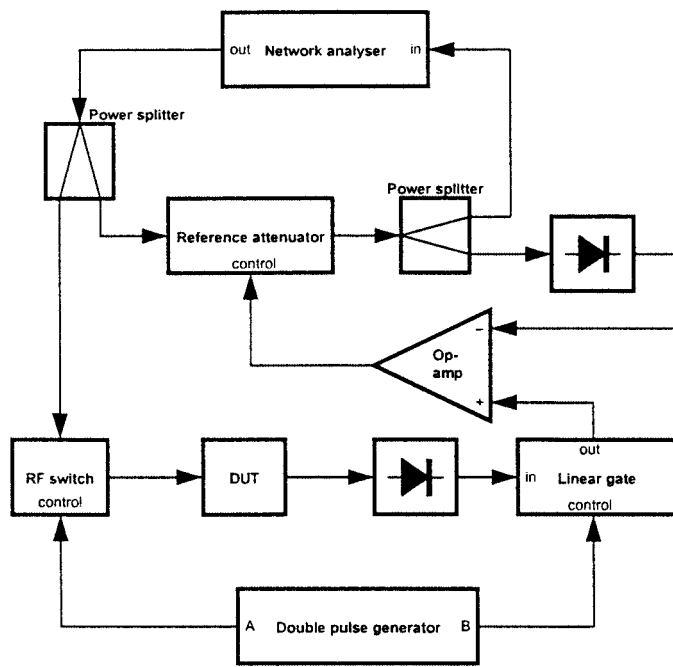 out Network analyser in
Power splitter
Power splitter
Reference attenuator
control
−
Op-
amp
+
out
RF switch
control
DUT
in Linear gate
control
A Double pulse generator B